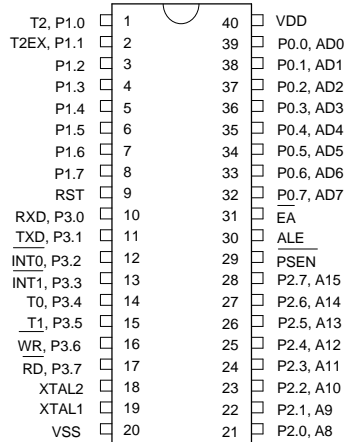 T2, P1.0 1 40 VDD
T2EX, P1.1 2 39 P0.0, AD0
P1.2 3 38 P0.1, AD1
P1.3 4 37 P0.2, AD2
P1.4 5 36 P0.3, AD3
P1.5 6 35 P0.4, AD4
P1.6 7 34 P0.5, AD5
P1.7 8 33 P0.6, AD6
RST 9 32 P0.7, AD7
RXD, P3.0 10 31 EA
TXD, P3.1 11 30 ALE
INT0, P3.2 12 29 PSEN
INT1, P3.3 13 28 P2.7, A15
T0, P3.4 14 27 P2.6, A14
T1, P3.5 15 26 P2.5, A13
WR, P3.6 16 25 P2.4, A12
RD, P3.7 17 24 P2.3, A11
XTAL2 18 23 P2.2, A10
XTAL1 19 22 P2.1, A9
VSS 20 21 P2.0, A8